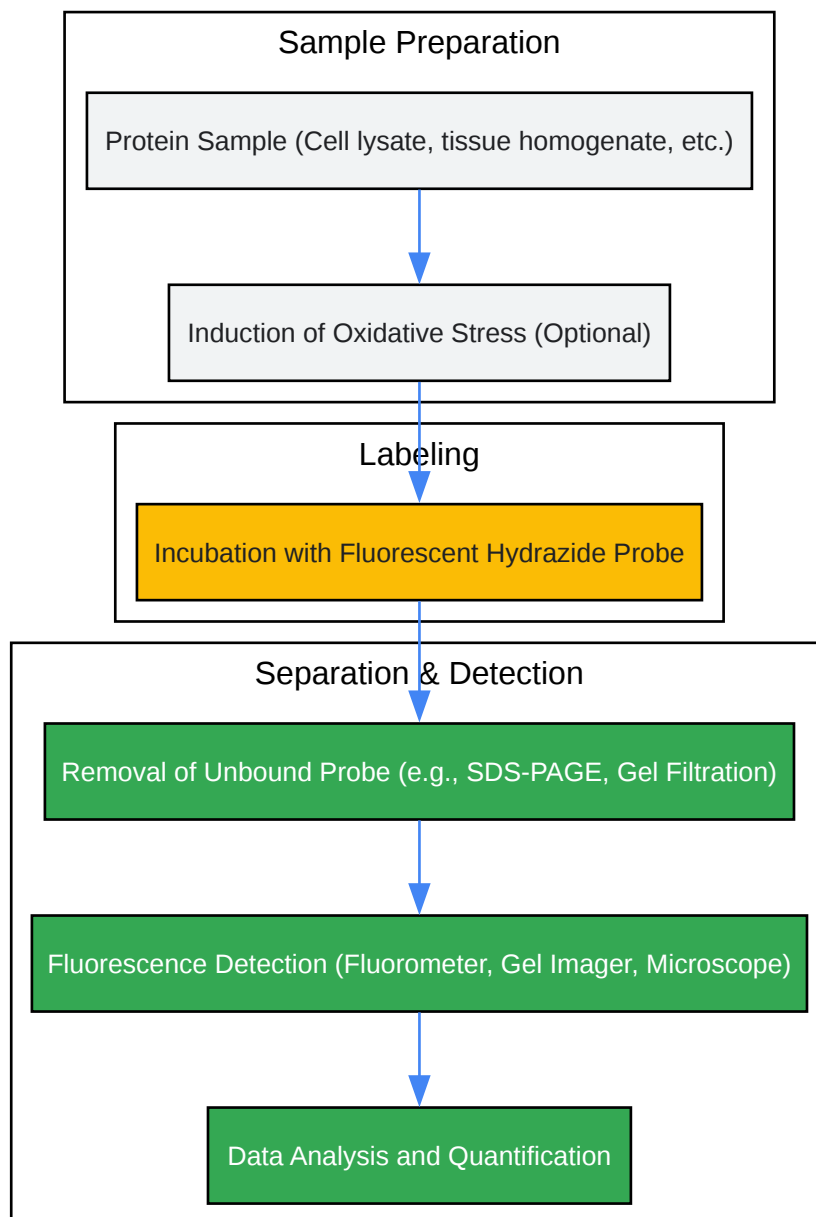 Sample Preparation
Protein Sample (Cell lysate, tissue homogenate, etc.)
Induction of Oxidative Stress (Optional)
Labeling
Incubation with Fluorescent Hydrazide Probe
Separation & Detection
Removal of Unbound Probe (e.g., SDS-PAGE, Gel Filtration)
Fluorescence Detection (Fluorometer, Gel Imager, Microscope)
Data Analysis and Quantification